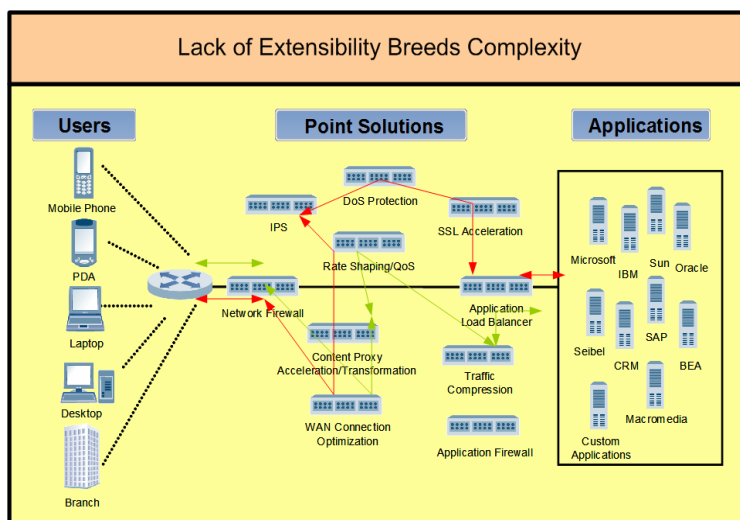 Lack of Extensibility Breeds Complexity
Users
Point Solutions
Applications
Mobile Phone
PDA
Laptop
Desktop
Branch
IPS
DoS Protection
SSL Acceleration
Rate Shaping/QoS
Network Firewall
Application
Load Balancer
Content Proxy
Acceleration/Transformation
Traffic
Compression
WAN Connection
Optimization
Application Firewall
Microsoft
IBM
Sun
Oracle
Seibel
CRM
SAP
BEA
Macromedia
Custom
Applications